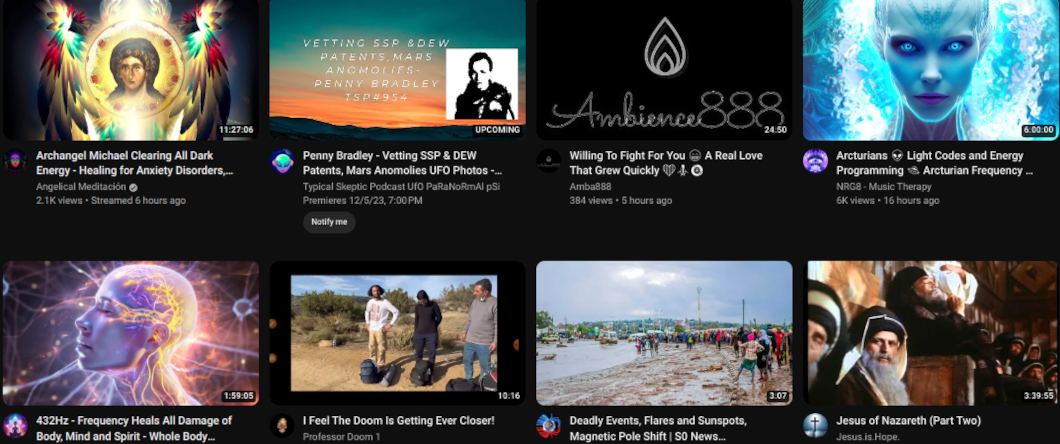 11:27:06
Archangel Michael Clearing All Dark
Energy - Healing for Anxiety Disorders,...
Angelical Meditación
2.1K views • Streamed 6 hours ago
VETTING SSP &DEW
PATENTS,MARS
ANOMOLIES-
PENNY BRADLEY
TSP#954
UPCOMING
Penny Bradley - Vetting SSP & DEW
Patents, Mars Anomolies UFO Photos -...
Typical Skeptic Podcast UfO PaRaNoRmAl pSi
Premieres 12/5/23, 7:00 PM
Notify me
Ambience888
24:50
Willing To Fight For You 😁 A Real Love
That Grew Quickly
Amba888
384 views • 5 hours ago
6:00:00
Arcturians 👽 Light Codes and Energy
Programming Arcturian Frequency ...
NRG8 - Music Therapy
6K views • 16 hours ago
1:59:05
432Hz - Frequency Heals All Damage of
Body, Mind and Spirit - Whole Body...
10:16
I Feel The Doom Is Getting Ever Closer!
Professor Doom 1
3:07
Deadly Events, Flares and Sunspots,
Magnetic Pole Shift | S0 News...
3:39:55
Jesus of Nazareth (Part Two)
Jesus.is.Hope.